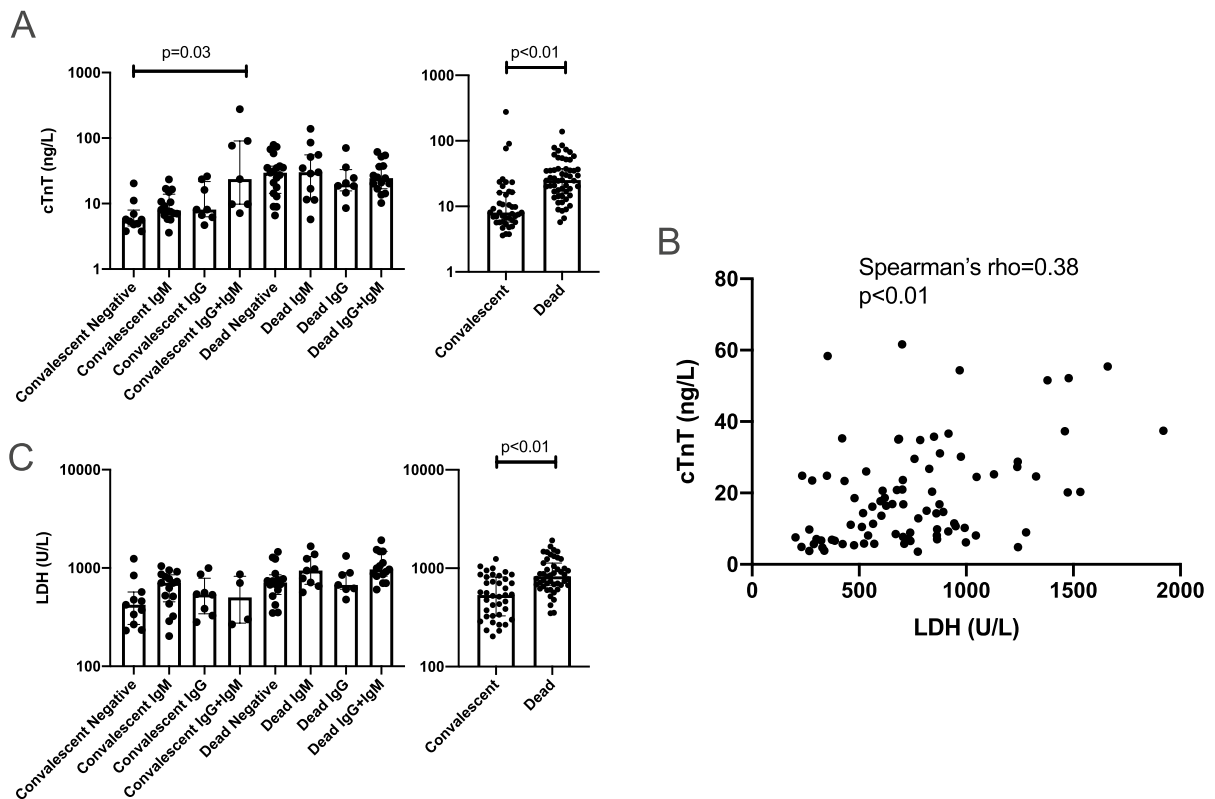 A
p=0.03
p<0.01
cTnT (ng/L)
1000
100
10
1
1000
100
10
1
Convalescent Negative
Convalescent IgM
Convalescent IgG
Convalescent IgG+IgM
Dead Negative
Dead IgM
Dead IgG
Dead IgG+IgM
Convalescent
Dead
B
Spearman’s rho=0.38
p<0.01
cTnT (ng/L)
80
60
40
20
0
0
500
1000
1500
2000
LDH (U/L)
C
p<0.01
LDH (U/L)
10000
1000
100
10000
1000
100
Convalescent Negative
Convalescent IgM
Convalescent IgG
Convalescent IgG+IgM
Dead Negative
Dead IgM
Dead IgG
Dead IgG+IgM
Convalescent
Dead